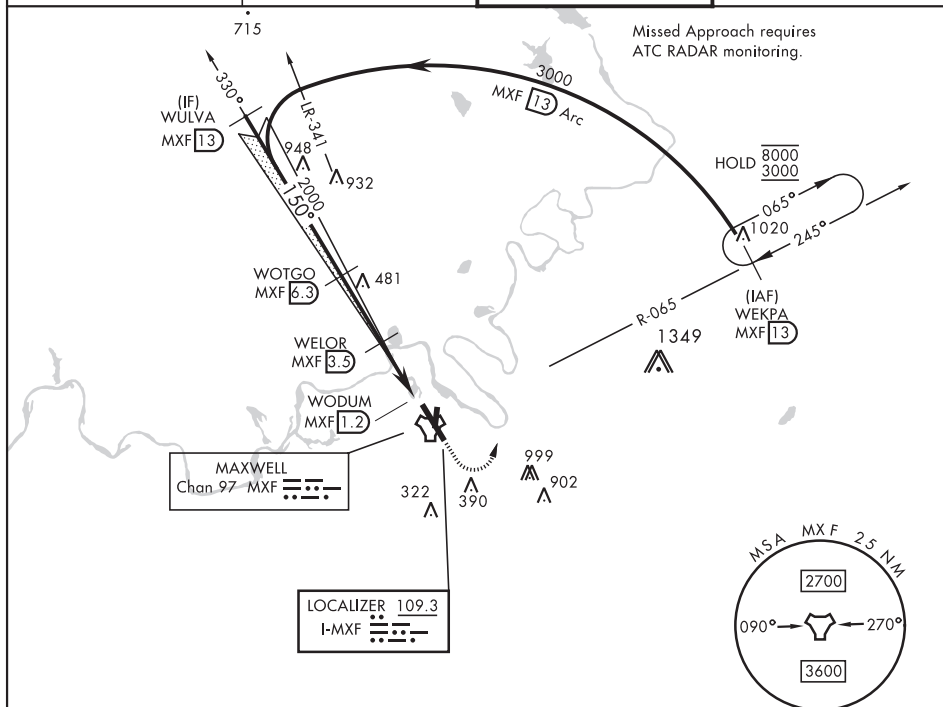 715
Missed Approach requires
ATC RADAR monitoring.
330°
(IF)
WULVA
MXF 13
LR-341
3000
MXF 13 Arc
HOLD 8000
3000
948
932
2000
150°
065°
1020
245°
WOTGO
MXF 6.3
481
R-065
(IAF)
WEKPA
MXF 13
1349
WELOR
MXF 3.5
WODUM
MXF 1.2
MAXWELL
Chan 97 MXF
322
390
999
902
LOCALIZER 109.3
I-MXF
MSA MXF 25 NM
2700
090°
270°
3600